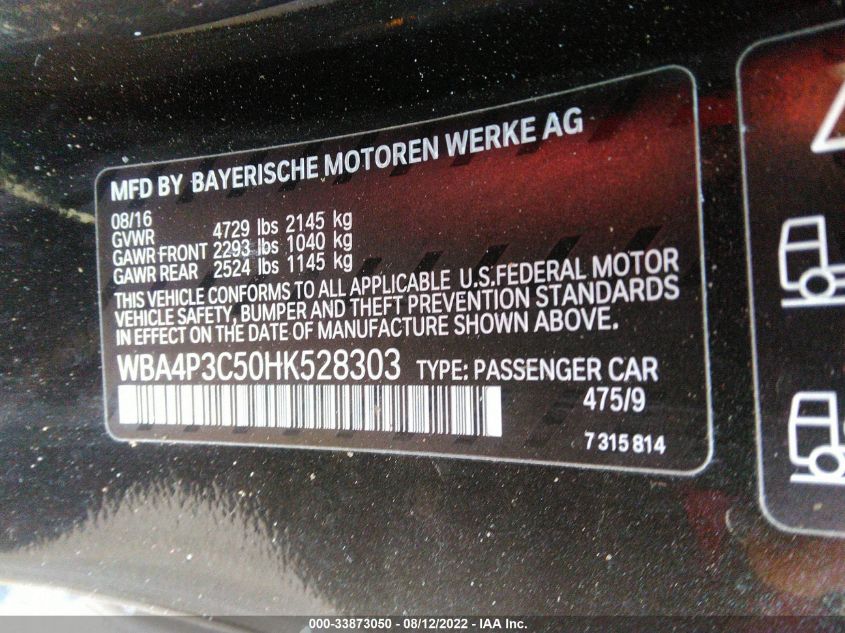 MFD BY BAYERISCHE MOTOREN WERKE AG
08/16
GVWR 4729 lbs 2145 kg
GAWR FRONT 2293 lbs 1040 kg
GAWR REAR 2524 lbs 1145 kg
THIS VEHICLE CONFORMS TO ALL APPLICABLE U.S.FEDERAL MOTOR
VEHICLE SAFETY, BUMPER AND THEFT PREVENTION STANDARDS
IN EFFECT ON THE DATE OF MANUFACTURE SHOWN ABOVE.
WBA4P3C50HK528303 TYPE: PASSENGER CAR
475/9
7 315 814
000-33873050 - 08/12/2022 - IAA Inc.